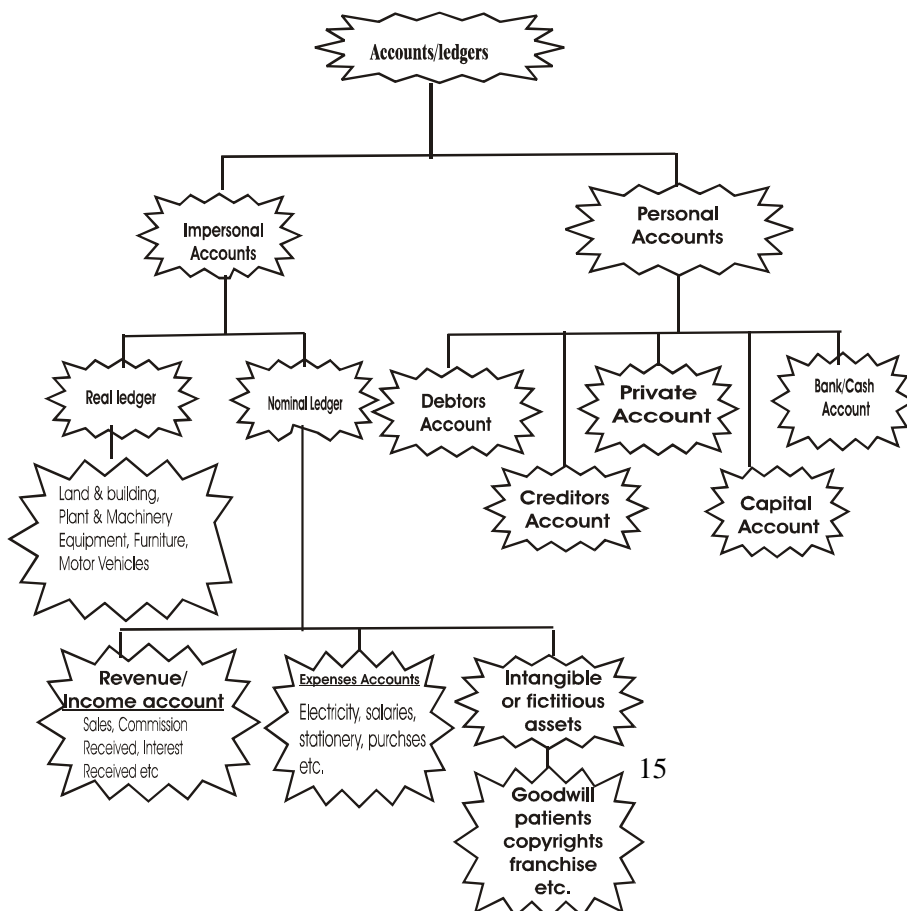 Accounts/ledgers
Impersonal
Accounts
Personal
Accounts
Real ledger
Nominal Ledger
Debtors
Account
Private
Account
Bank/Cash
Account
Creditors
Account
Capital
Account
Land & building,
Plant & Machinery
Equipment, Furniture,
Motor Vehicles
Revenue/
Income account
Sales, Commission
Received, Interest
Received etc
Expenses Accounts
Electricity, salaries,
stationery, purchses
etc.
Intangible
or fictitious
assets
15
Goodwill
patients
copyrights
franchise
etc.